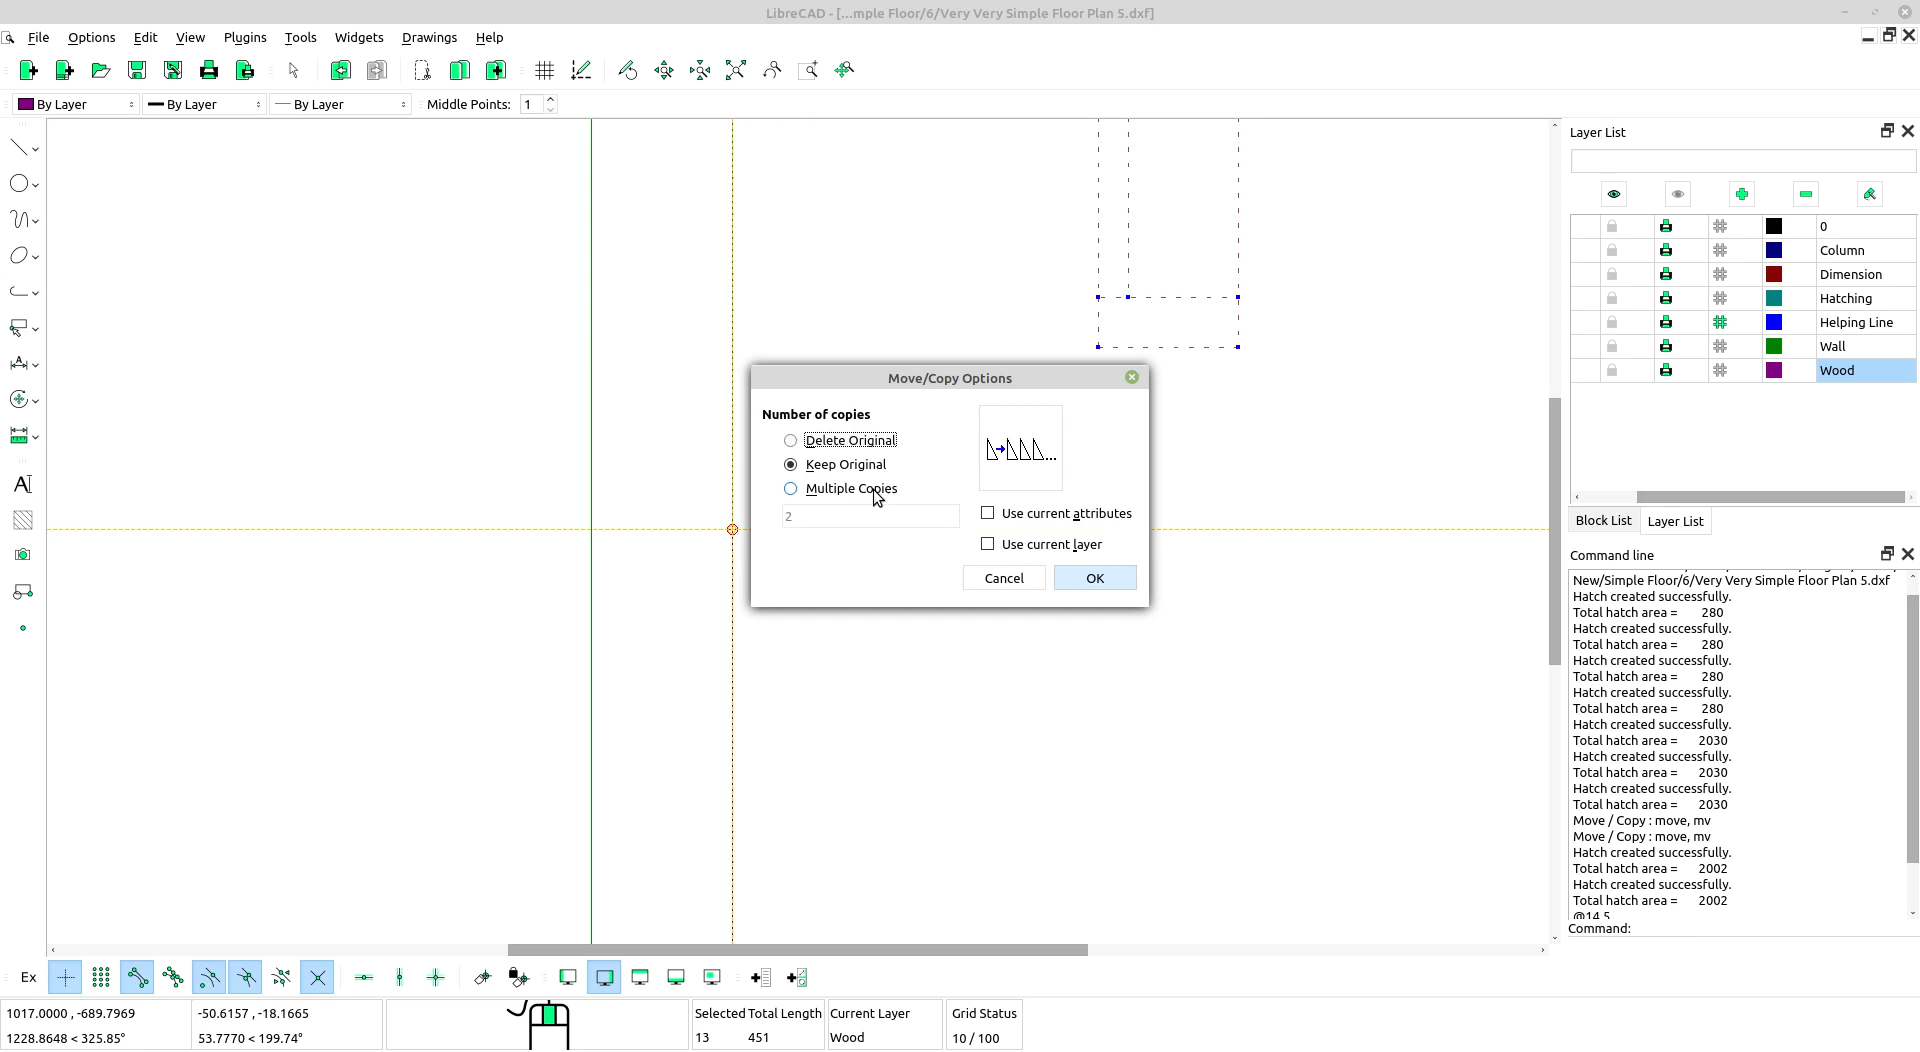 LibreCAD - [...mple Floor/6/Very Very Simple Floor Plan 5.dxf]
File Options Edit View Plugins Tools Widgets Drawings Help
By Layer By Layer By Layer Middle Points: 1
Layer List
0
Column
Dimension
Hatching
Helping Line
Wall
Wood
Move/Copy Options
Number of copies
Delete Original
Keep Original
Multiple Copies
2
Use current attributes
Use current layer
Cancel OK
Block List Layer List
Command line
New/Simple Floor/6/Very Very Simple Floor Plan 5.dxf
Hatch created successfully.
Total hatch area = 280
Hatch created successfully.
Total hatch area = 280
Hatch created successfully.
Total hatch area = 280
Hatch created successfully.
Total hatch area = 280
Hatch created successfully.
Total hatch area = 2030
Hatch created successfully.
Total hatch area = 2030
Hatch created successfully.
Total hatch area = 2030
Move / Copy : move, mv
Move / Copy : move, mv
Hatch created successfully.
Total hatch area = 2002
Hatch created successfully.
Total hatch area = 2002
@14,5
Command:
Ex
1017.0000 , -689.7969 -50.6157 , -18.1665 Selected Total Length Current Layer Grid Status
1228.8648 < 325.85° 53.7770 < 199.74° 13 451 Wood 10 / 100